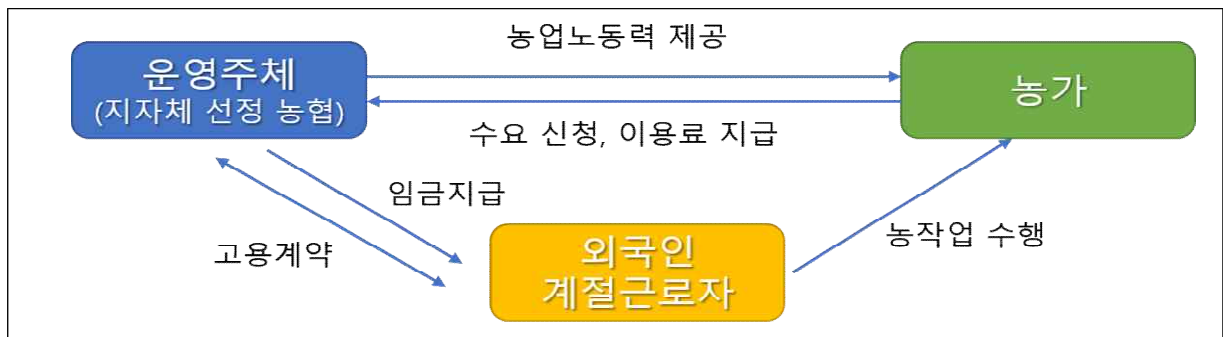 농업노동력 제공
운영주체
(지자체 선정 농협)
농가
수요 신청, 이용료 지급
임금지급
고용계약
외국인
계절근로자
농작업 수행